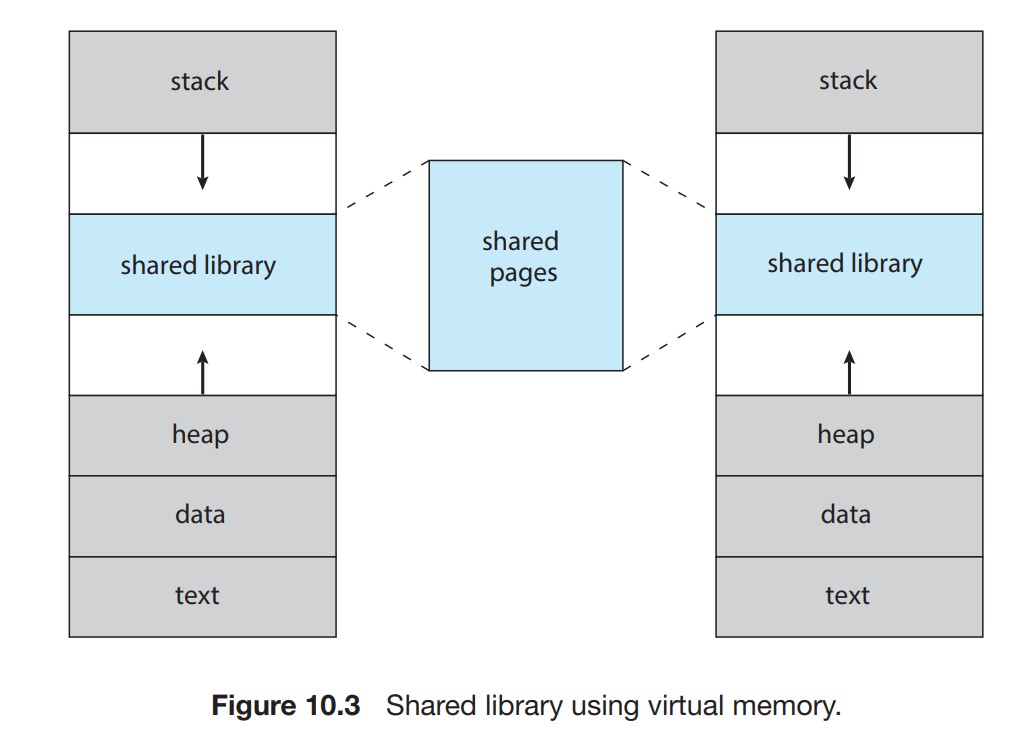 stack
shared library
heap
data
text
shared
pages
stack
shared library
heap
data
text
Figure 10.3 Shared library using virtual memory.